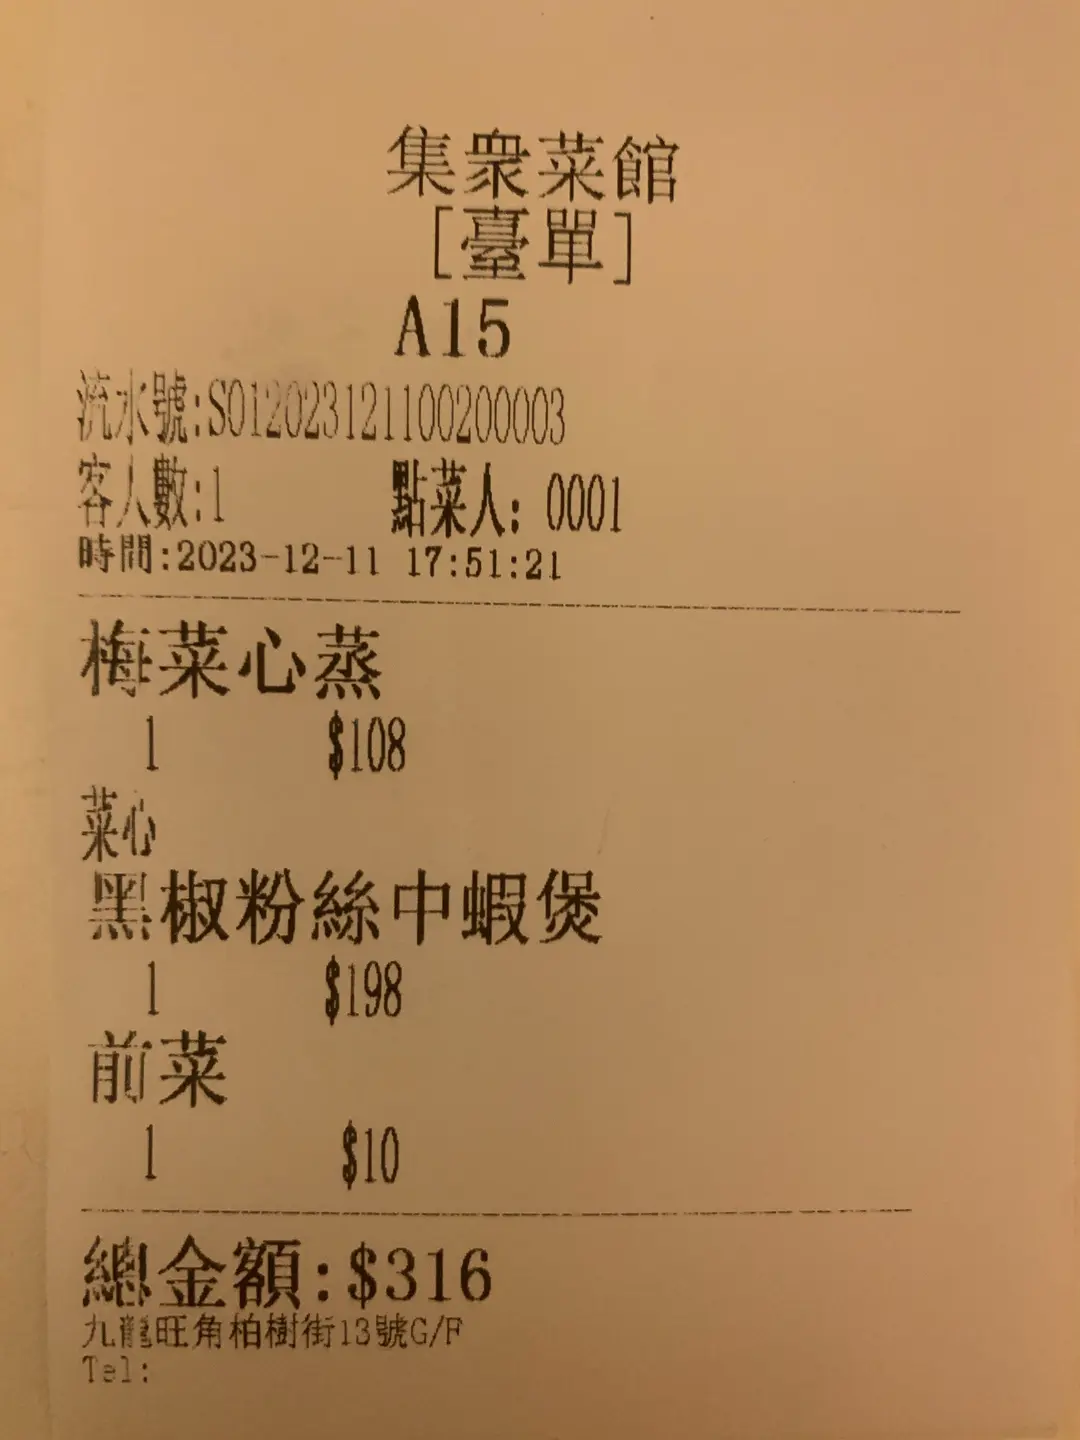 集衆菜館
[臺單]
A15
流水號:S01202312110​0200003
客人數:1 點菜人: 0001
時間:2023-12-11 17:51:21
梅菜心蒸
1 $108
菜心
黑椒粉絲中蝦煲
1 $198
前菜
1 $10
總金額:$316
九龍旺角柏樹街13號G/F
Tel: